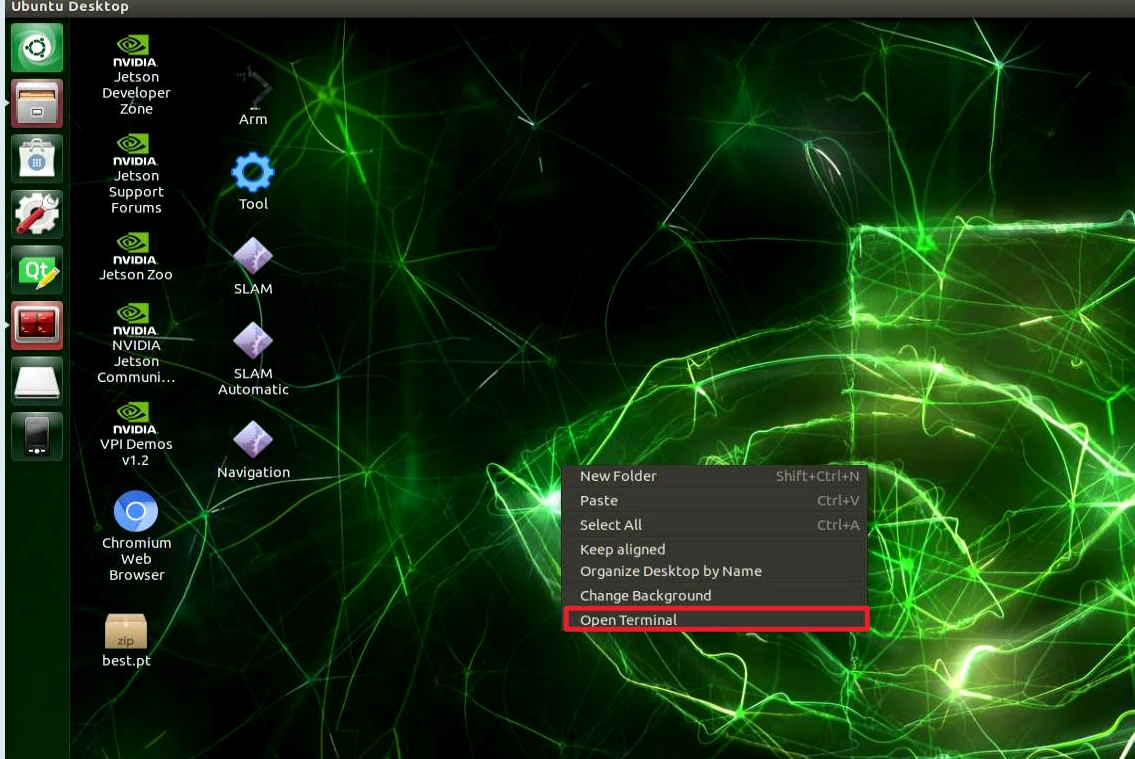 Ubuntu Desktop
NVIDIA.
Jetson
Developer
Zone
NVIDIA.
Jetson
Support
Forums
NVIDIA.
Jetson Zoo
NVIDIA.
NVIDIA
Jetson
Communi...
NVIDIA.
VPI Demos
v1.2
Chromium
Web
Browser
zip
best.pt
Arm
Tool
SLAM
SLAM
Automatic
Navigation
Qt
New Folder Shift+Ctrl+N
Paste Ctrl+V
Select All Ctrl+A
Keep aligned
Organize Desktop by Name
Change Background
Open Terminal